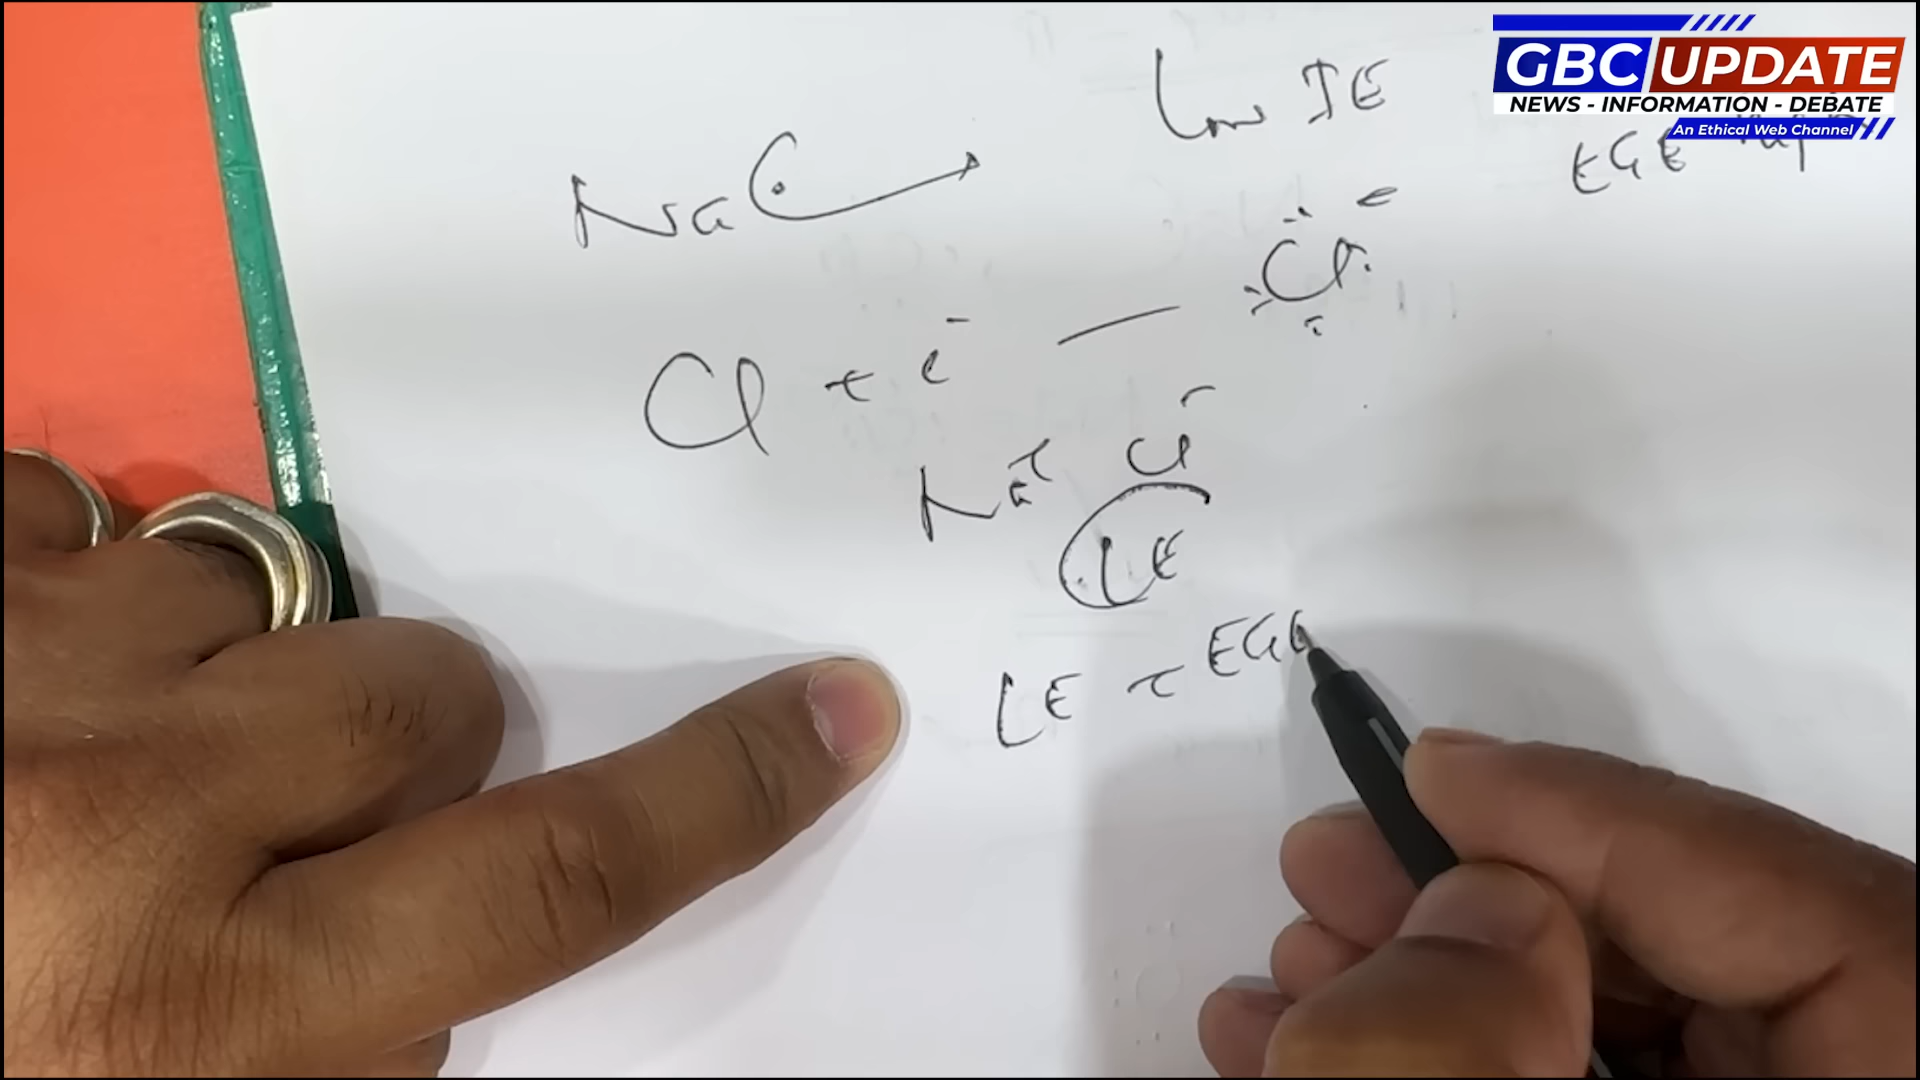 GBC UPDATE
NEWS - INFORMATION - DEBATE
An Ethical Web Channel
Low IE
EGE
Na
e
Cl
Cl + e⁻ —
Na⁺ Cl⁻
LE
LE + EGE